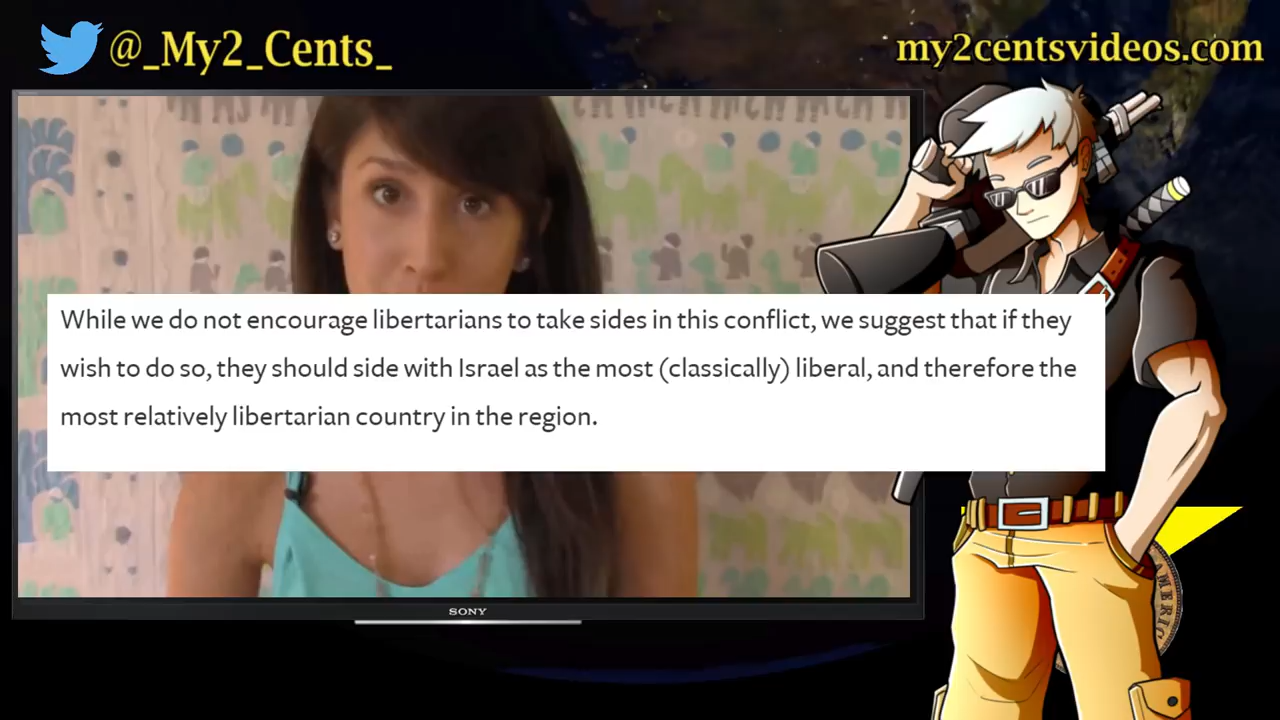 @_My2_Cents_
my2centsvideos.com
While we do not encourage libertarians to take sides in this conflict, we suggest that if they
wish to do so, they should side with Israel as the most (classically) liberal, and therefore the
most relatively libertarian country in the region.
SONY
AMERIC